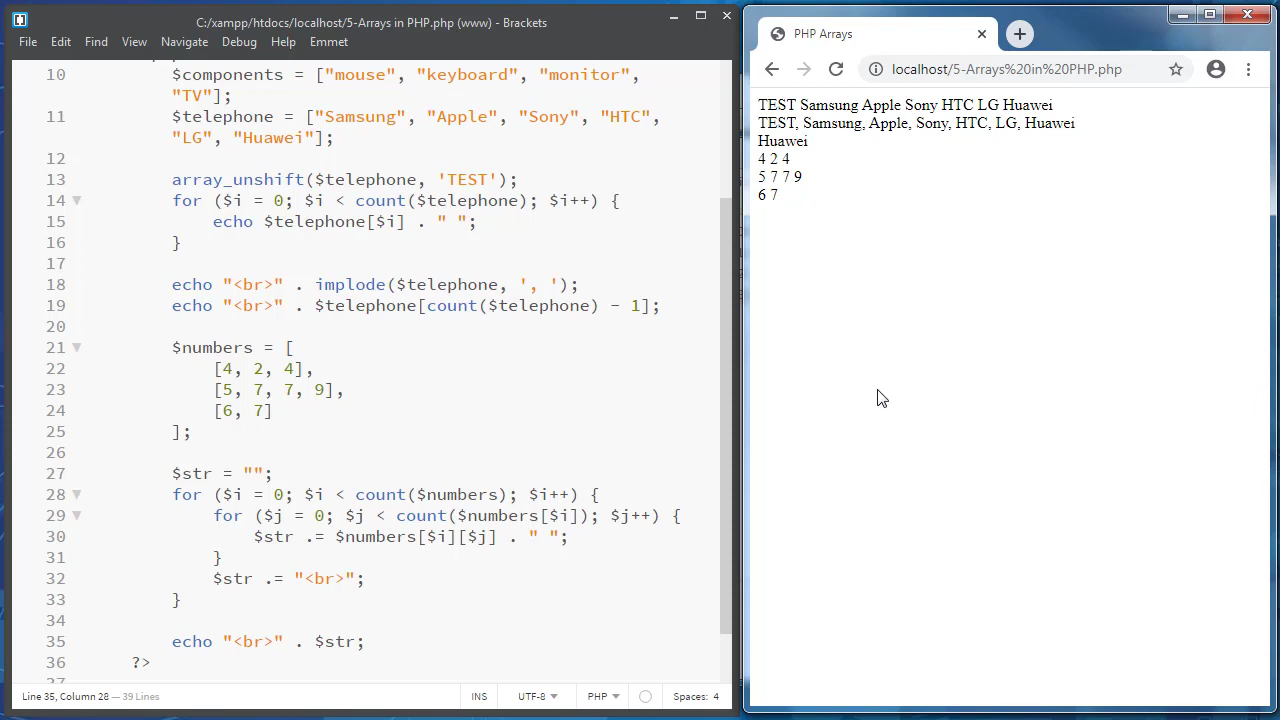 C:/xampp/htdocs/localhost/5-Arrays in PHP.php (www) - Brackets
File Edit Find View Navigate Debug Help Emmet
10 $components = ["mouse", "keyboard", "monitor",
"TV"];
11 $telephone = ["Samsung", "Apple", "Sony", "HTC",
"LG", "Huawei"];
12
13 array_unshift($telephone, 'TEST');
14 for ($i = 0; $i < count($telephone); $i++) {
15 echo $telephone[$i] . " ";
16 }
17
18 echo "<br>" . implode($telephone, ', ');
19 echo "<br>" . $telephone[count($telephone) - 1];
20
21 $numbers = [
22 [4, 2, 4],
23 [5, 7, 7, 9],
24 [6, 7]
25 ];
26
27 $str = "";
28 for ($i = 0; $i < count($numbers); $i++) {
29 for ($j = 0; $j < count($numbers[$i]); $j++) {
30 $str .= $numbers[$i][$j] . " ";
31 }
32 $str .= "<br>";
33 }
34
35 echo "<br>" . $str;
36 ?>
Line 35, Column 28 — 39 Lines INS UTF-8 PHP Spaces: 4
PHP Arrays
localhost/5-Arrays%20in%20PHP.php
TEST Samsung Apple Sony HTC LG Huawei
TEST, Samsung, Apple, Sony, HTC, LG, Huawei
Huawei
4 2 4
5 7 7 9
6 7